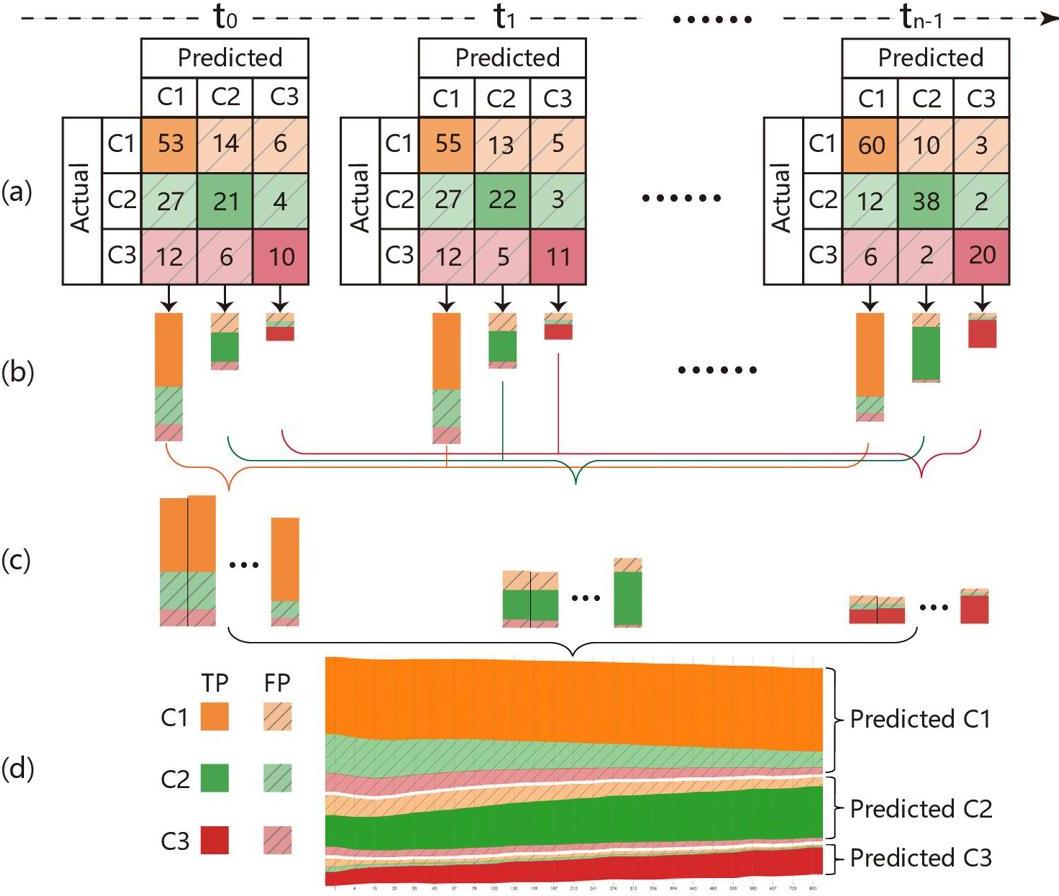 t0 t1 ...... tn-1
Predicted Predicted Predicted
C1 C2 C3 C1 C2 C3 C1 C2 C3
(a)
Actual C1 53 14 6 Actual C1 55 13 5 Actual C1 60 10 3
C2 27 21 4 C2 27 22 3 ...... C2 12 38 2
C3 12 6 10 C3 12 5 11 C3 6 2 20
(b) ......
(c) ... ... ...
TP FP
C1 Predicted C1
(d) C2 Predicted C2
C3 Predicted C3